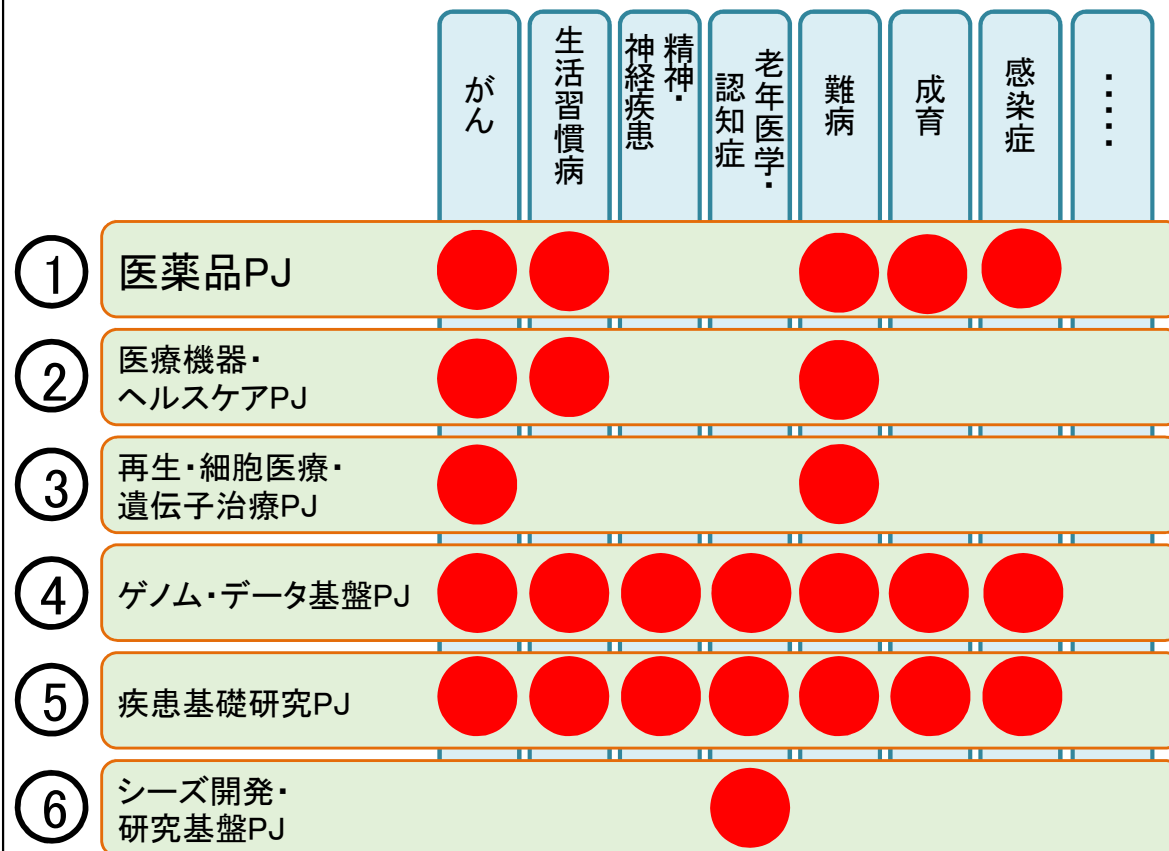 がん
生活習慣病
精神・
神経疾患
老年医学・
認知症
難病
成育
感染症
・・・・・
① 医薬品PJ
② 医療機器・
ヘルスケアPJ
③ 再生・細胞医療・
遺伝子治療PJ
④ ゲノム・データ基盤PJ
⑤ 疾患基礎研究PJ
⑥ シーズ開発・
研究基盤PJ